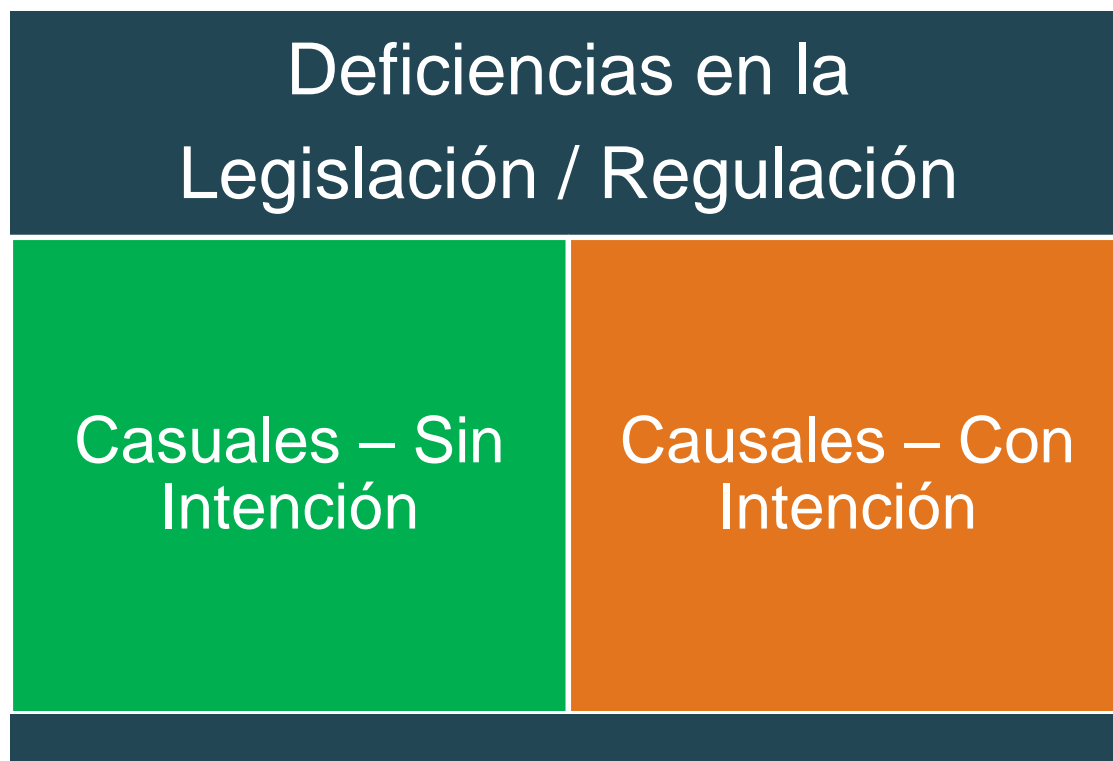 Deficiencias en la
Legislación / Regulación
Casuales – Sin
Intención
Causales – Con
Intención